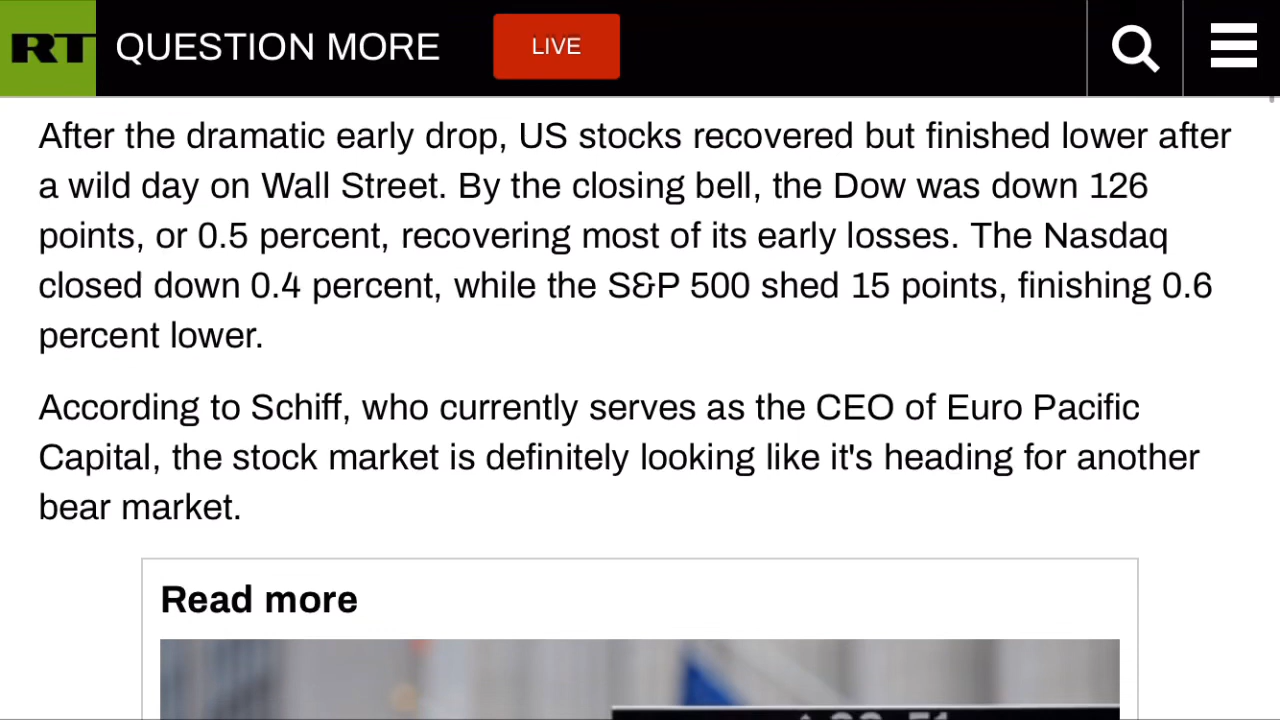 RT QUESTION MORE LIVE
After the dramatic early drop, US stocks recovered but finished lower after
a wild day on Wall Street. By the closing bell, the Dow was down 126
points, or 0.5 percent, recovering most of its early losses. The Nasdaq
closed down 0.4 percent, while the S&P 500 shed 15 points, finishing 0.6
percent lower.
According to Schiff, who currently serves as the CEO of Euro Pacific
Capital, the stock market is definitely looking like it's heading for another
bear market.
Read more